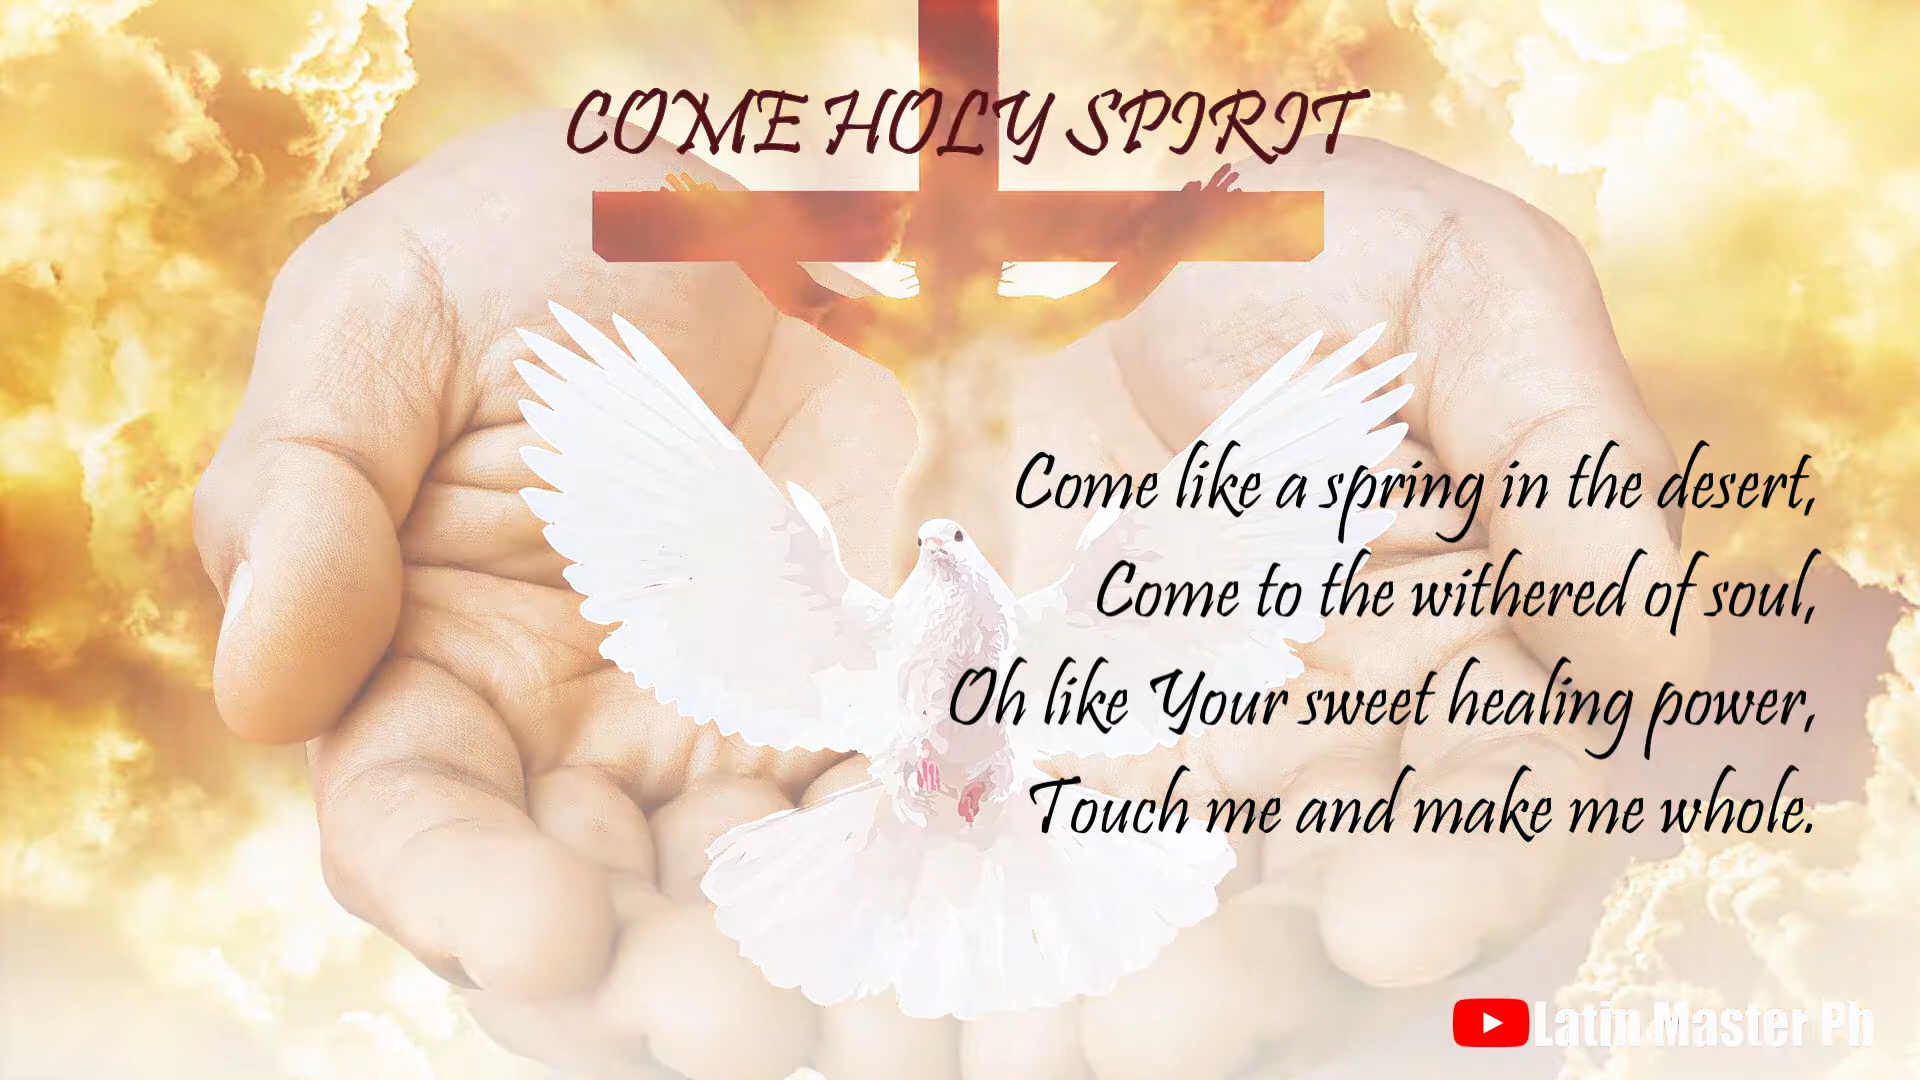 COME HOLY SPIRIT
Come like a spring in the desert,
Come to the withered of soul,
Oh like Your sweet healing power,
Touch me and make me whole.
Latin Master Ph